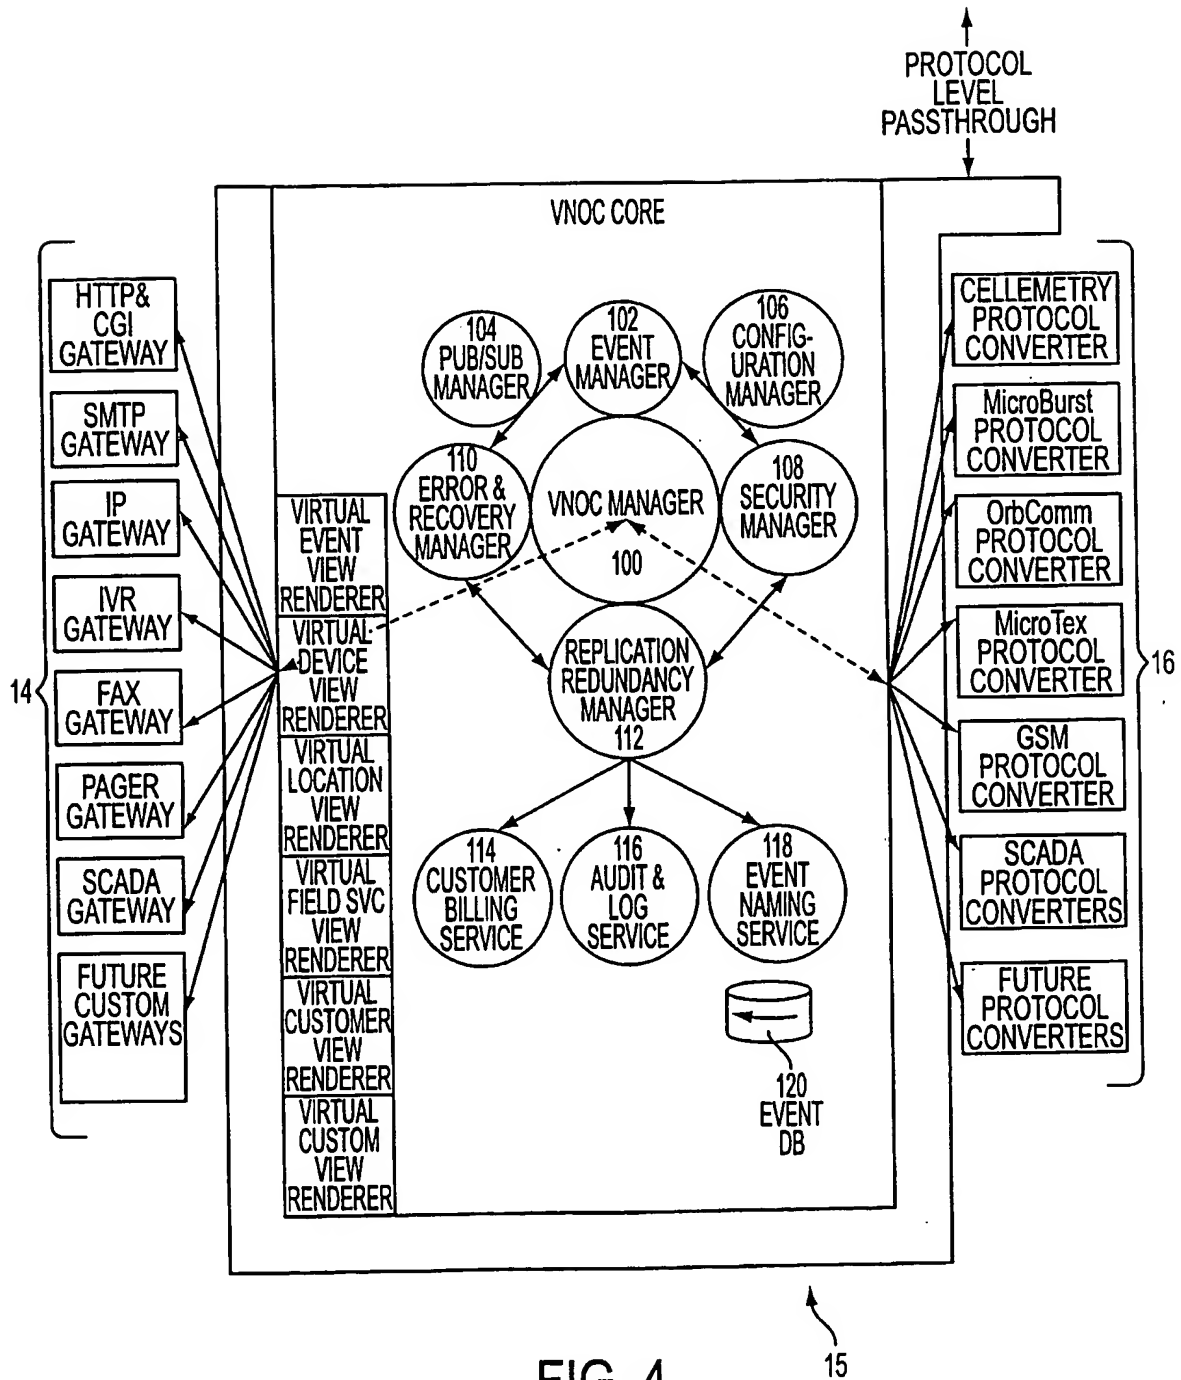 PROTOCOL
LEVEL
PASSTHROUGH
VNOC CORE
14
HTTP&
CGI
GATEWAY
SMTP
GATEWAY
IP
GATEWAY
IVR
GATEWAY
FAX
GATEWAY
PAGER
GATEWAY
SCADA
GATEWAY
FUTURE
CUSTOM
GATEWAYS
VIRTUAL
EVENT
VIEW
RENDERER
VIRTUAL
DEVICE
VIEW
RENDERER
VIRTUAL
LOCATION
VIEW
RENDERER
VIRTUAL
FIELD SVC
VIEW
RENDERER
VIRTUAL
CUSTOMER
VIEW
RENDERER
VIRTUAL
CUSTOM
VIEW
RENDERER
104
PUB/SUB
MANAGER
102
EVENT
MANAGER
106
CONFIG-
URATION
MANAGER
110
ERROR &
RECOVERY
MANAGER
VNOC MANAGER
100
108
SECURITY
MANAGER
REPLICATION
REDUNDANCY
MANAGER
112
114
CUSTOMER
BILLING
SERVICE
116
AUDIT &
LOG
SERVICE
118
EVENT
NAMING
SERVICE
120
EVENT
DB
CELLEMETRY
PROTOCOL
CONVERTER
MicroBurst
PROTOCOL
CONVERTER
OrbComm
PROTOCOL
CONVERTER
MicroTex
PROTOCOL
CONVERTER
GSM
PROTOCOL
CONVERTER
SCADA
PROTOCOL
CONVERTERS
FUTURE
PROTOCOL
CONVERTERS
16
15
FIG. 4